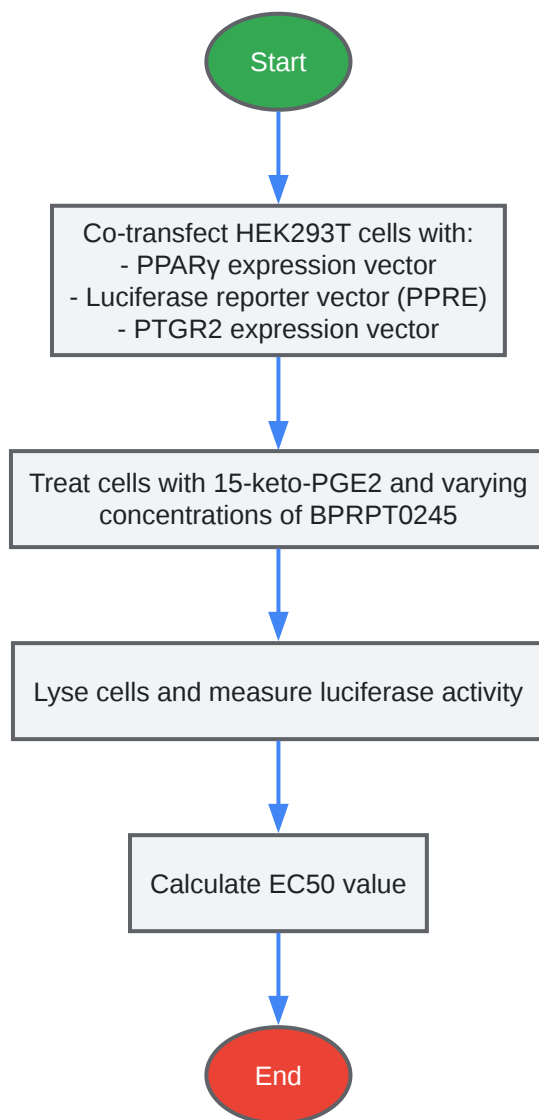 Start
Co-transfect HEK293T cells with:
- PPARγ expression vector
- Luciferase reporter vector (PPRE)
- PTGR2 expression vector
Treat cells with 15-keto-PGE2 and varying
concentrations of BPRPT0245
Lyse cells and measure luciferase activity
Calculate EC50 value
End